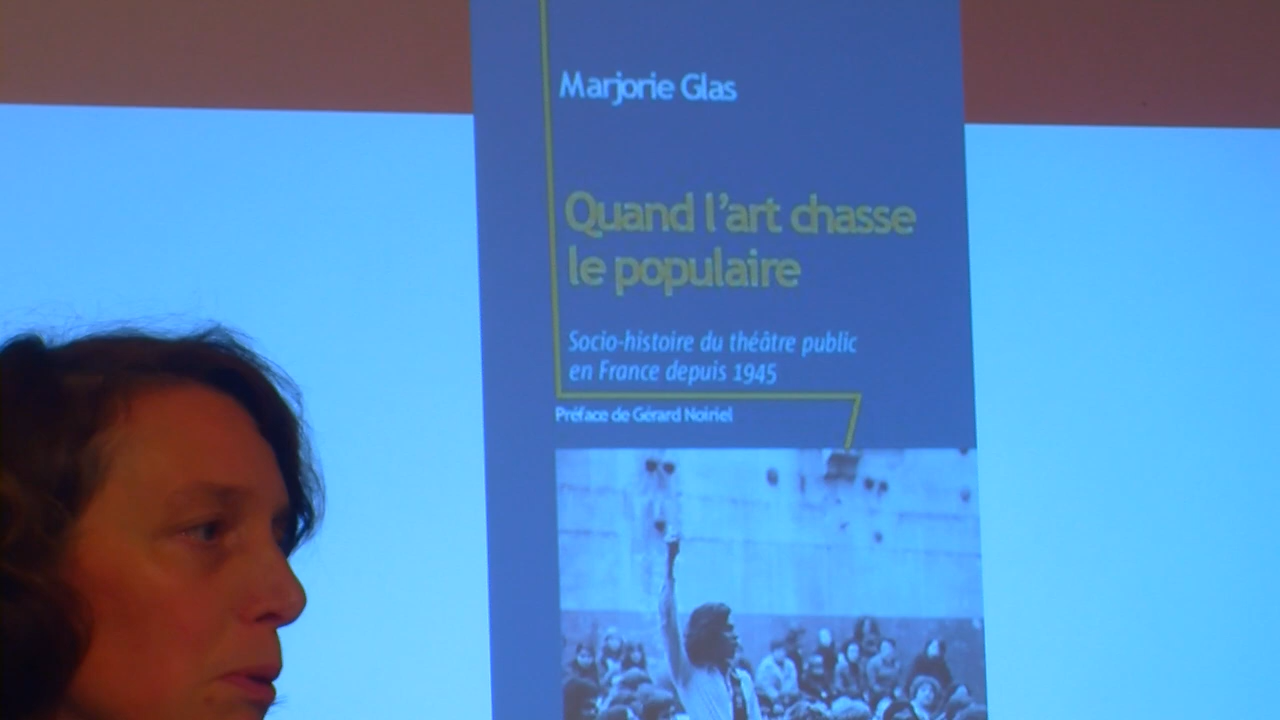 Marjorie Glas
Quand l'art chasse
le populaire
Socio-histoire du théâtre public
en France depuis 1945
Préface de Gérard Noiriel